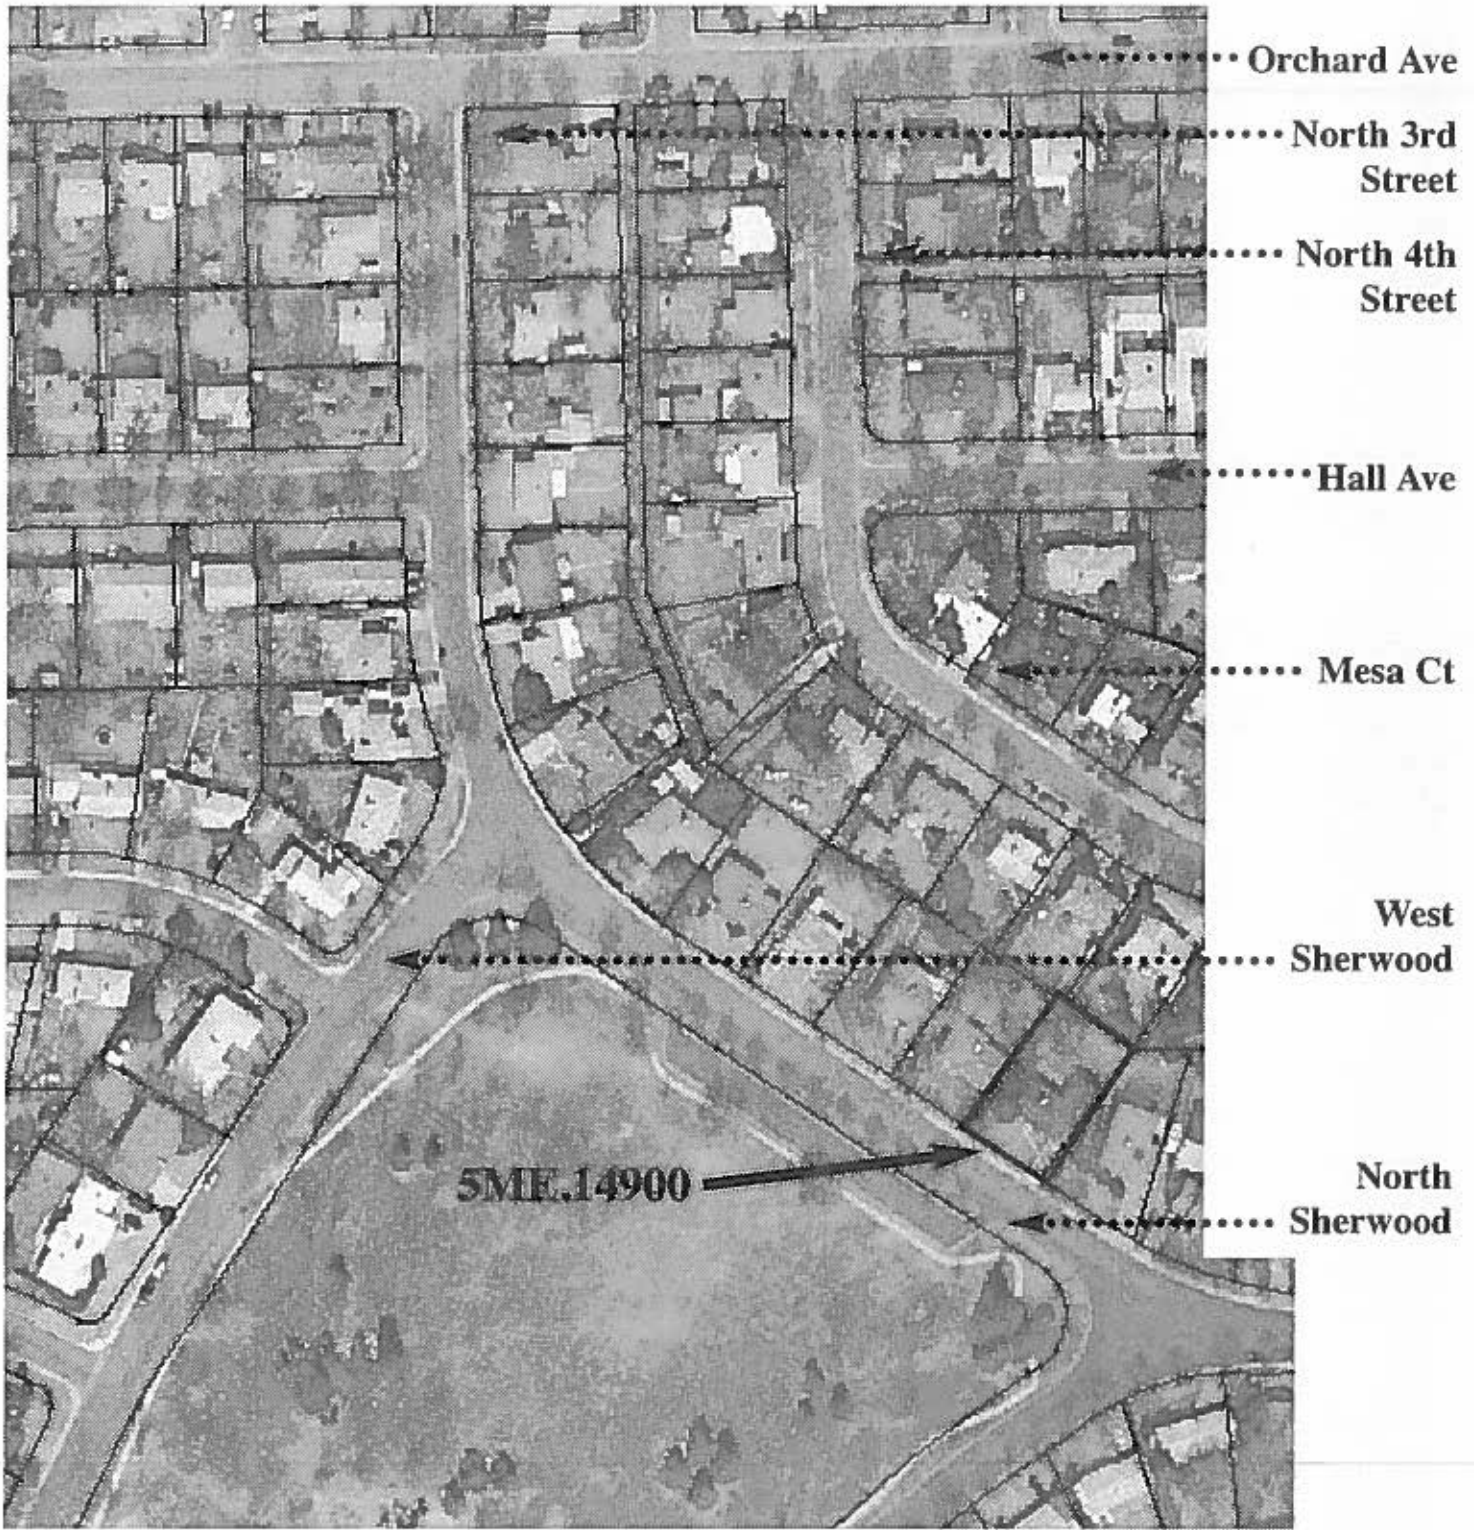 Orchard Ave
North 3rd
Street
North 4th
Street
Hall Ave
Mesa Ct
West
Sherwood
5ME.14900
North
Sherwood